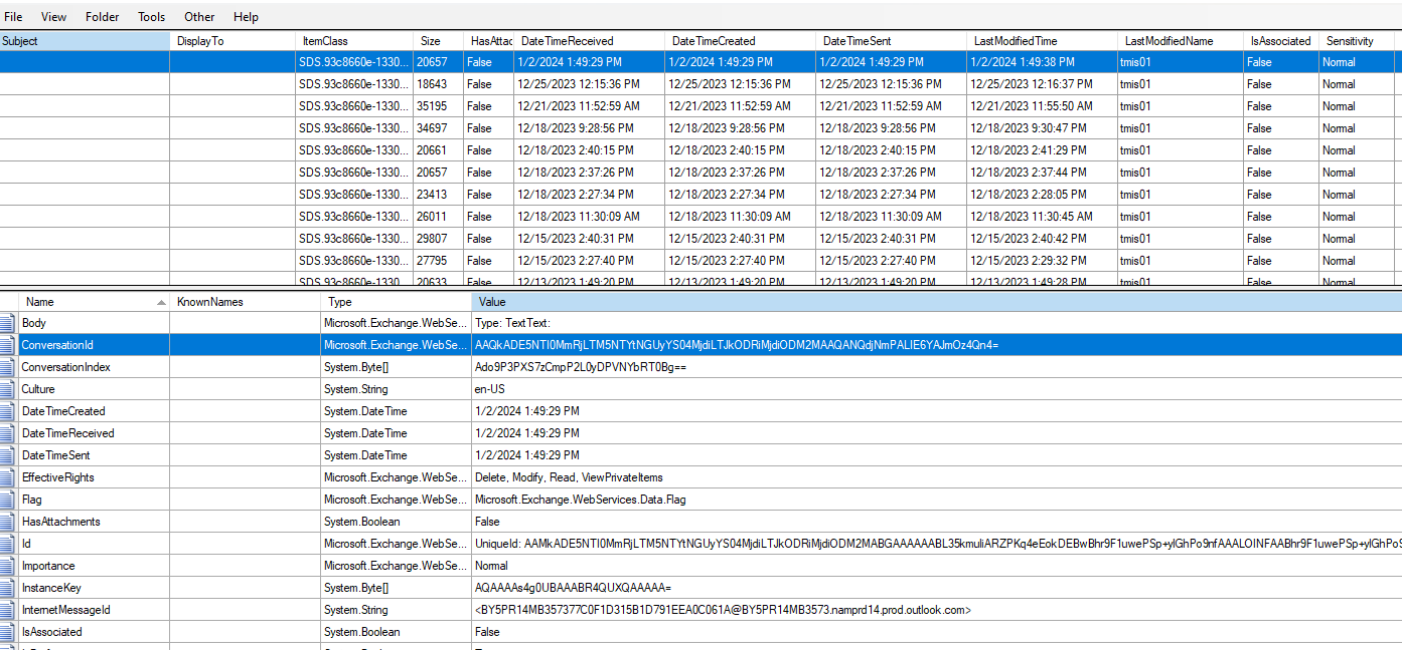 File View Folder Tools Other Help
Subject DisplayTo ItemClass Size HasAttac DateTimeReceived DateTimeCreated DateTimeSent LastModifiedTime LastModifiedName IsAssociated Sensitivity
SDS.93c8660e-1330... 20657 False 1/2/2024 1:49:29 PM 1/2/2024 1:49:29 PM 1/2/2024 1:49:29 PM 1/2/2024 1:49:38 PM tmis01 False Normal
SDS.93c8660e-1330... 18643 False 12/25/2023 12:15:36 PM 12/25/2023 12:15:36 PM 12/25/2023 12:15:36 PM 12/25/2023 12:16:37 PM tmis01 False Normal
SDS.93c8660e-1330... 35195 False 12/21/2023 11:52:59 AM 12/21/2023 11:52:59 AM 12/21/2023 11:52:59 AM 12/21/2023 11:55:50 AM tmis01 False Normal
SDS.93c8660e-1330... 34697 False 12/18/2023 9:28:56 PM 12/18/2023 9:28:56 PM 12/18/2023 9:28:56 PM 12/18/2023 9:30:47 PM tmis01 False Normal
SDS.93c8660e-1330... 20661 False 12/18/2023 2:40:15 PM 12/18/2023 2:40:15 PM 12/18/2023 2:40:15 PM 12/18/2023 2:41:29 PM tmis01 False Normal
SDS.93c8660e-1330... 20657 False 12/18/2023 2:37:26 PM 12/18/2023 2:37:26 PM 12/18/2023 2:37:26 PM 12/18/2023 2:37:44 PM tmis01 False Normal
SDS.93c8660e-1330... 23413 False 12/18/2023 2:27:34 PM 12/18/2023 2:27:34 PM 12/18/2023 2:27:34 PM 12/18/2023 2:28:05 PM tmis01 False Normal
SDS.93c8660e-1330... 26011 False 12/18/2023 11:30:09 AM 12/18/2023 11:30:09 AM 12/18/2023 11:30:09 AM 12/18/2023 11:30:45 AM tmis01 False Normal
SDS.93c8660e-1330... 29807 False 12/15/2023 2:40:31 PM 12/15/2023 2:40:31 PM 12/15/2023 2:40:31 PM 12/15/2023 2:40:42 PM tmis01 False Normal
SDS.93c8660e-1330... 27795 False 12/15/2023 2:27:40 PM 12/15/2023 2:27:40 PM 12/15/2023 2:27:40 PM 12/15/2023 2:29:32 PM tmis01 False Normal
SDS.93c8660e-1330... 20633 False 12/13/2023 1:49:20 PM 12/13/2023 1:49:20 PM 12/13/2023 1:49:20 PM 12/13/2023 1:49:28 PM tmis01 False Normal
Name KnownNames Type Value
Body Microsoft.Exchange.WebSe... Type: TextText:
ConversationId Microsoft.Exchange.WebSe... AAQkADE5NTI0MmRjLTM5NTYtNGUyYS04MjdiLTJkODRiMjdiODM2MAAQANQdjNmPALlE6YAJmOz4Qn4=
ConversationIndex System.Byte[] Ado9P3PXS7zCmpP2L0yDPVNYbRT0Bg==
Culture System.String en-US
DateTimeCreated System.DateTime 1/2/2024 1:49:29 PM
DateTimeReceived System.DateTime 1/2/2024 1:49:29 PM
DateTimeSent System.DateTime 1/2/2024 1:49:29 PM
EffectiveRights Microsoft.Exchange.WebSe... Delete, Modify, Read, ViewPrivateItems
Flag Microsoft.Exchange.WebSe... Microsoft.Exchange.WebServices.Data.Flag
HasAttachments System.Boolean False
Id Microsoft.Exchange.WebSe... UniqueId: AAMkADE5NTI0MmRjLTM5NTYtNGUyYS04MjdiLTJkODRiMjdiODM2MABGAAAAAABL35kmuliARZPKq4eEokDEBwBhr9F1uwePSp+ylGhPo9nfAAALOINFAABhr9F1uwePSp+ylGhPo9
Importance Microsoft.Exchange.WebSe... Normal
InstanceKey System.Byte[] AQAAAAs4g0UBAAABR4QUXQAAAAA=
InternetMessageId System.String <BY5PR14MB357377C0F1D315B1D791EEA0C061A@BY5PR14MB3573.namprd14.prod.outlook.com>
IsAssociated System.Boolean False